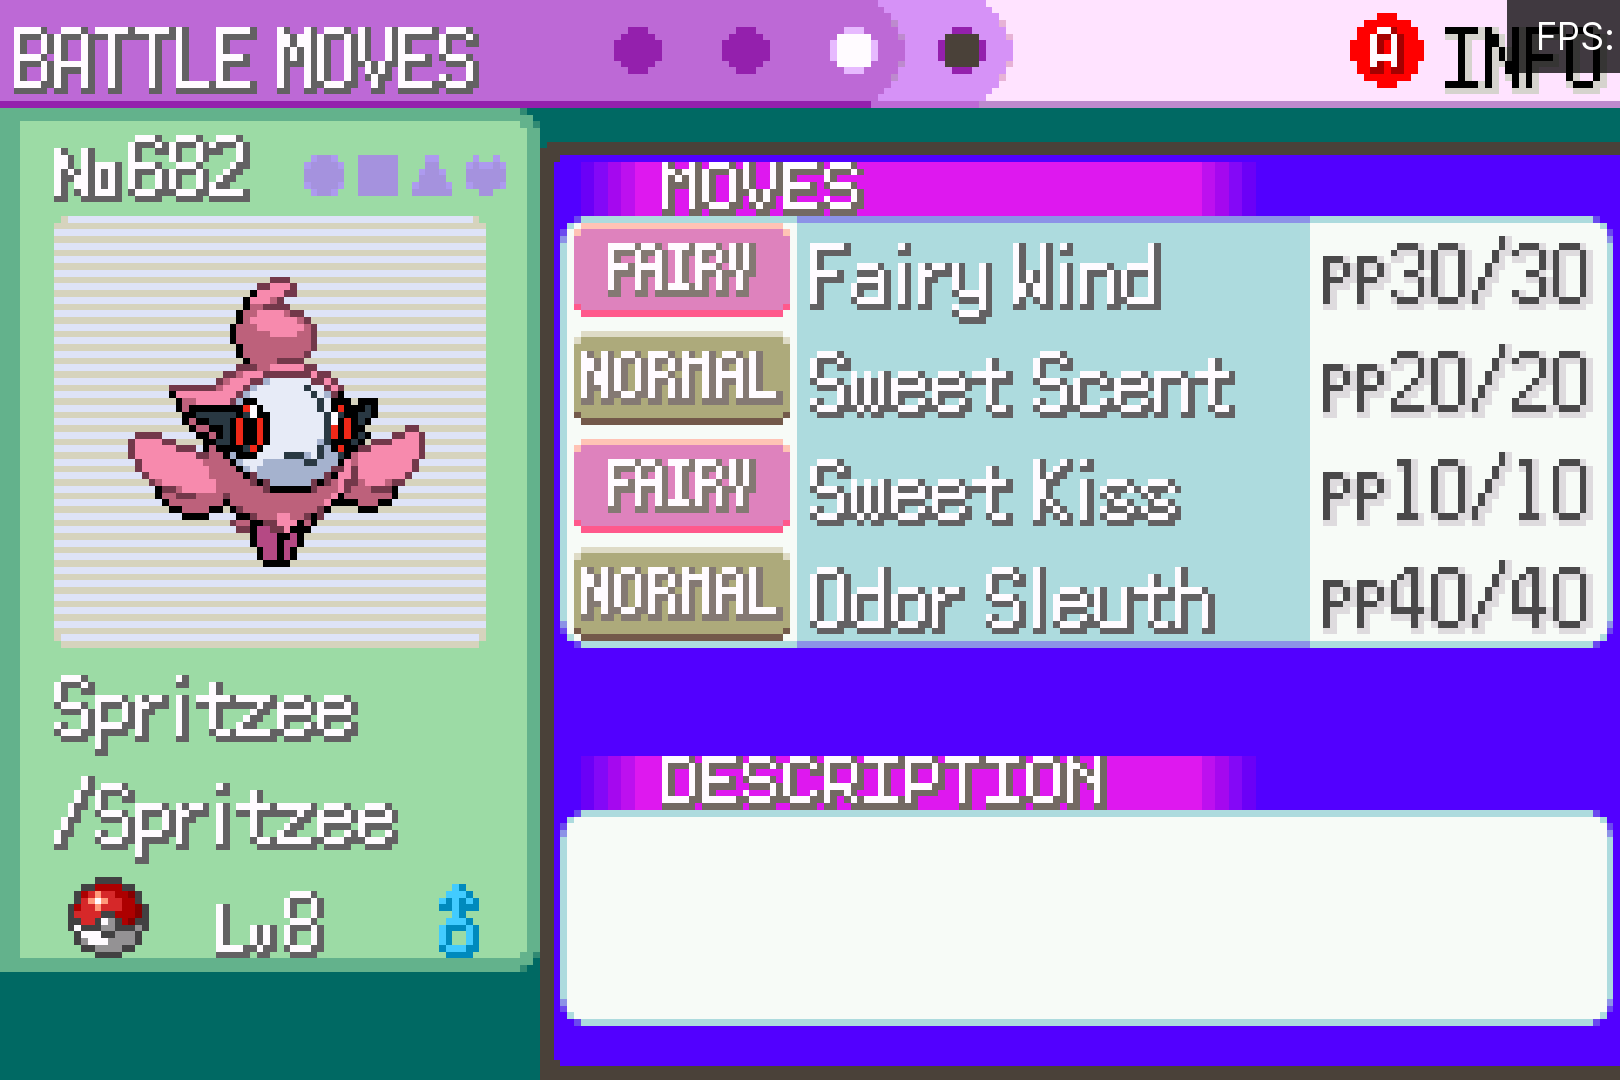 BATTLE MOVES
A INFO
FPS:
No682
MOVES
FAIRY Fairy Wind PP30/30
NORMAL Sweet Scent PP20/20
FAIRY Sweet Kiss PP10/10
NORMAL Odor Sleuth PP40/40
Spritzee
/Spritzee
Lv8 ♂
DESCRIPTION